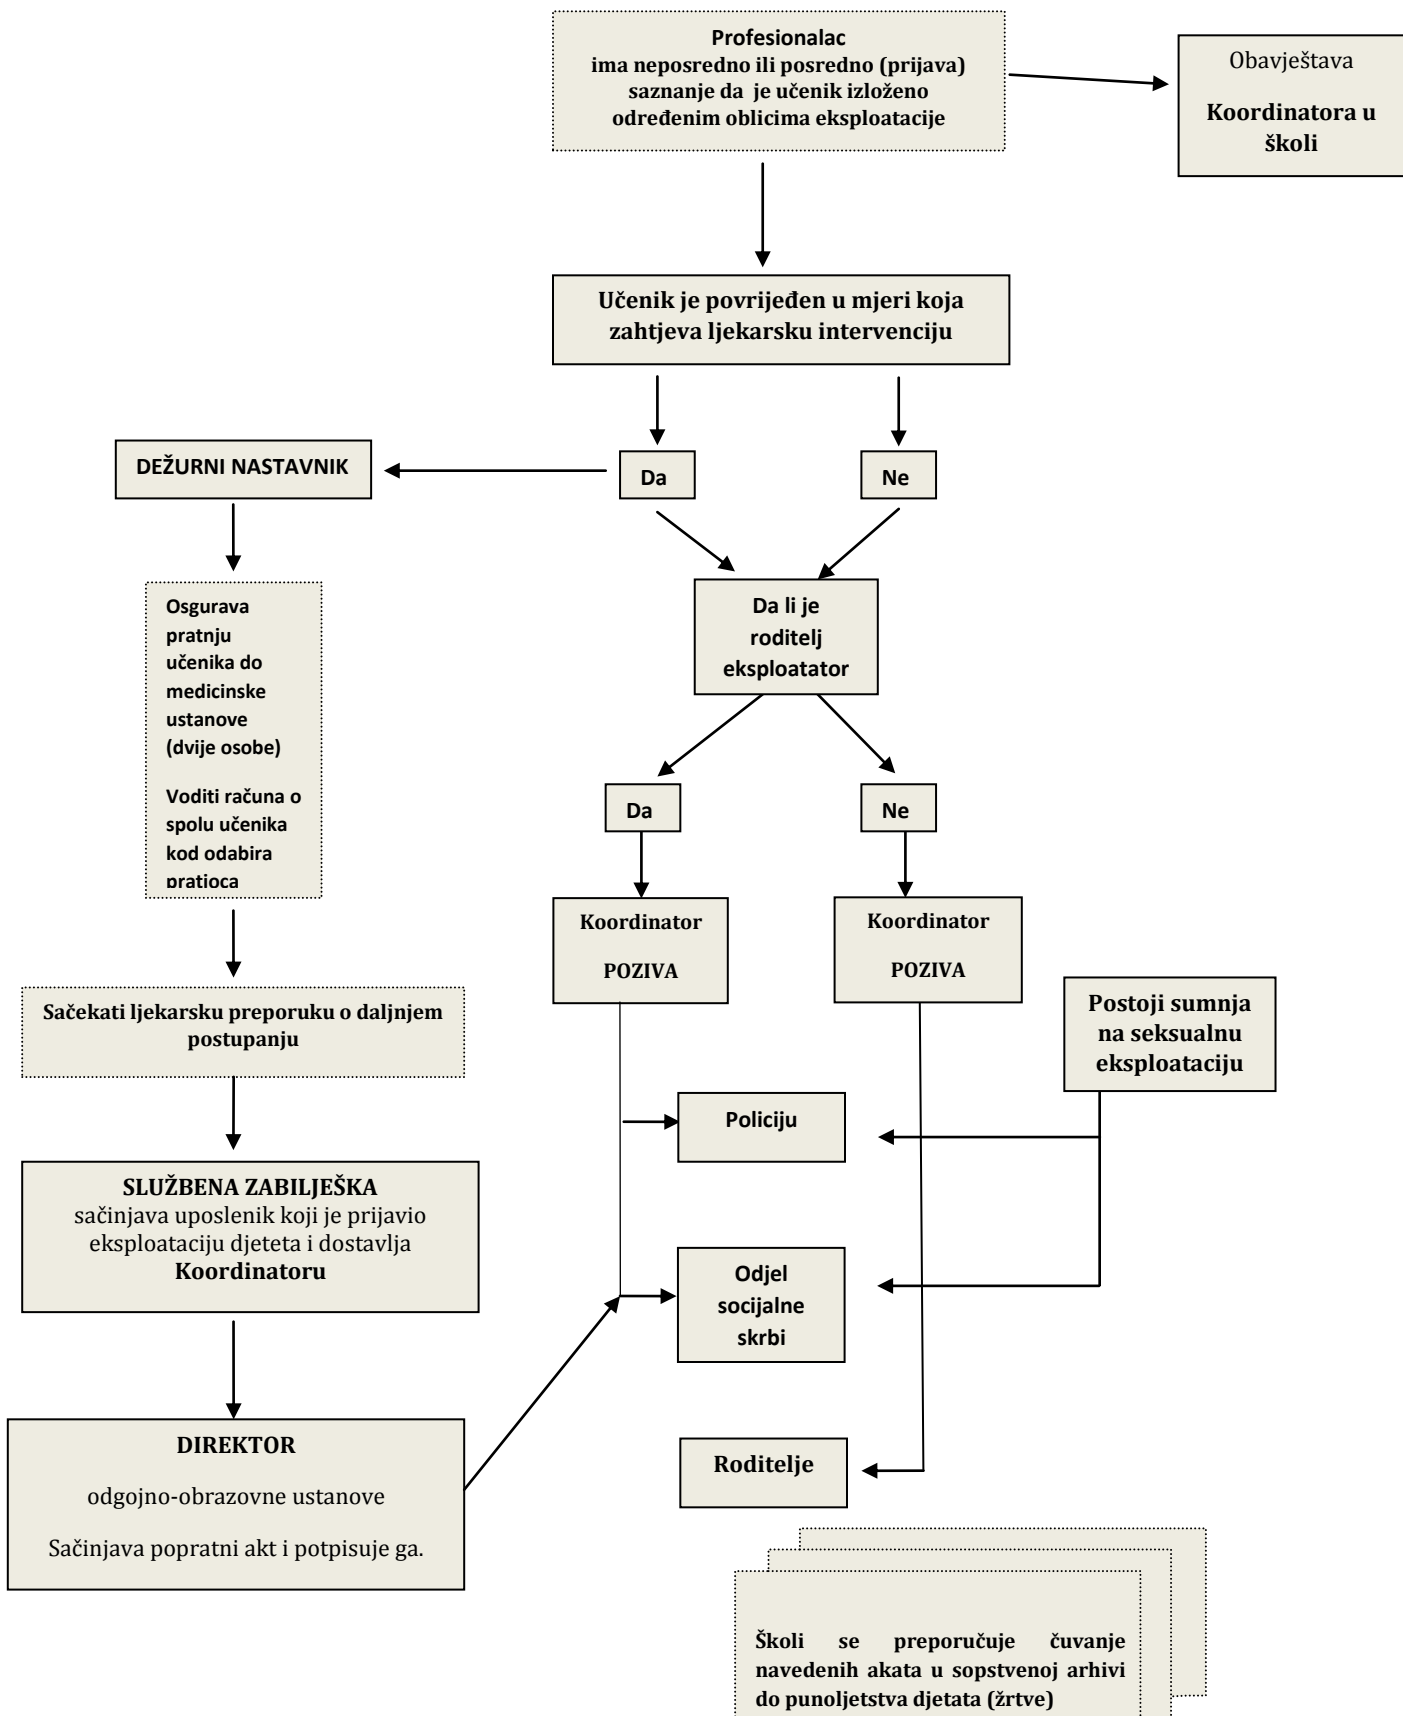 Profesionalac
ima neposredno ili posredno (prijava)
saznanje da je učenik izloženo
određenim oblicima eksploatacije
Obavještava
Koordinatora u
školi
Učenik je povrijeđen u mjeri koja
zahtjeva ljekarsku intervenciju
DEŽURNI NASTAVNIK
Da
Ne
Osgurava
pratnju
učenika do
medicinske
ustanove
(dvije osobe)
Voditi računa o
spolu učenika
kod odabira
pratioca
Da li je
roditelj
eksploatator
Da
Ne
Koordinator
POZIVA
Koordinator
POZIVA
Sačekati ljekarsku preporuku o daljnjem
postupanju
Postoji sumnja
na seksualnu
eksploataciju
Policiju
SLUŽBENA ZABILJEŠKA
sačinjava uposlenik koji je prijavio
eksploataciju djeteta i dostavlja
Koordinatoru
Odjel
socijalne
skrbi
DIREKTOR
odgojno-obrazovne ustanove
Sačinjava popratni akt i potpisuje ga.
Roditelje
Školi se preporučuje čuvanje
navedenih akata u sopstvenoj arhivi
do punoljetstva djetata (žrtve)